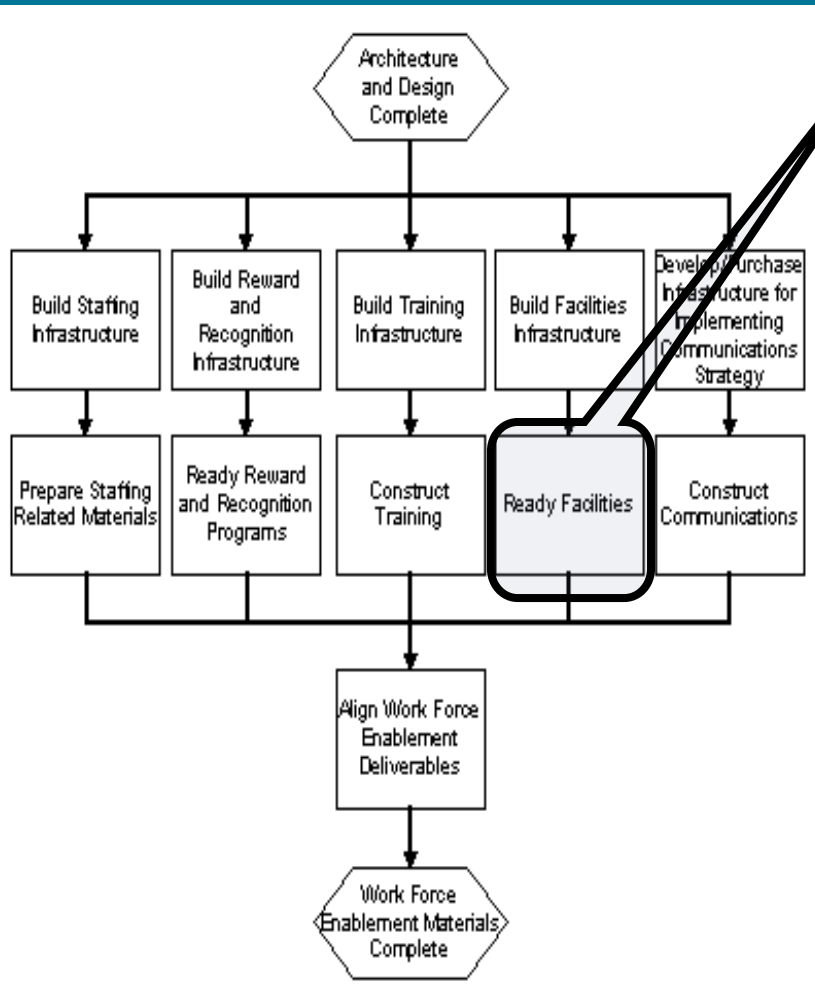 Architecture
and Design
Complete
Build Staffing
Infrastructure
Build Reward
and
Recognition
Infrastructure
Build Training
Infrastructure
Build Facilities
Infrastructure
Develop/Purchase
Infrastructure for
Implementing
Communications
Strategy
Prepare Staffing
Related Materials
Ready Reward
and Recognition
Programs
Construct
Training
Ready Facilities
Construct
Communications
Align Work Force
Enablement
Deliverables
Work Force
Enablement Materials
Complete